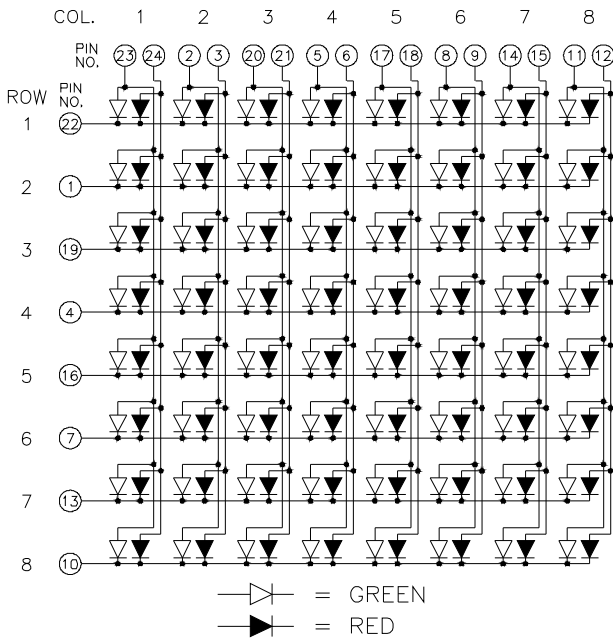 COL. 1 2 3 4 5 6 7 8
PIN NO. 23 24 2 3 20 21 5 6 17 18 8 9 14 15 11 12
ROW PIN NO.
1 22
2 1
3 19
4 4
5 16
6 7
7 13
8 10
= GREEN
= RED